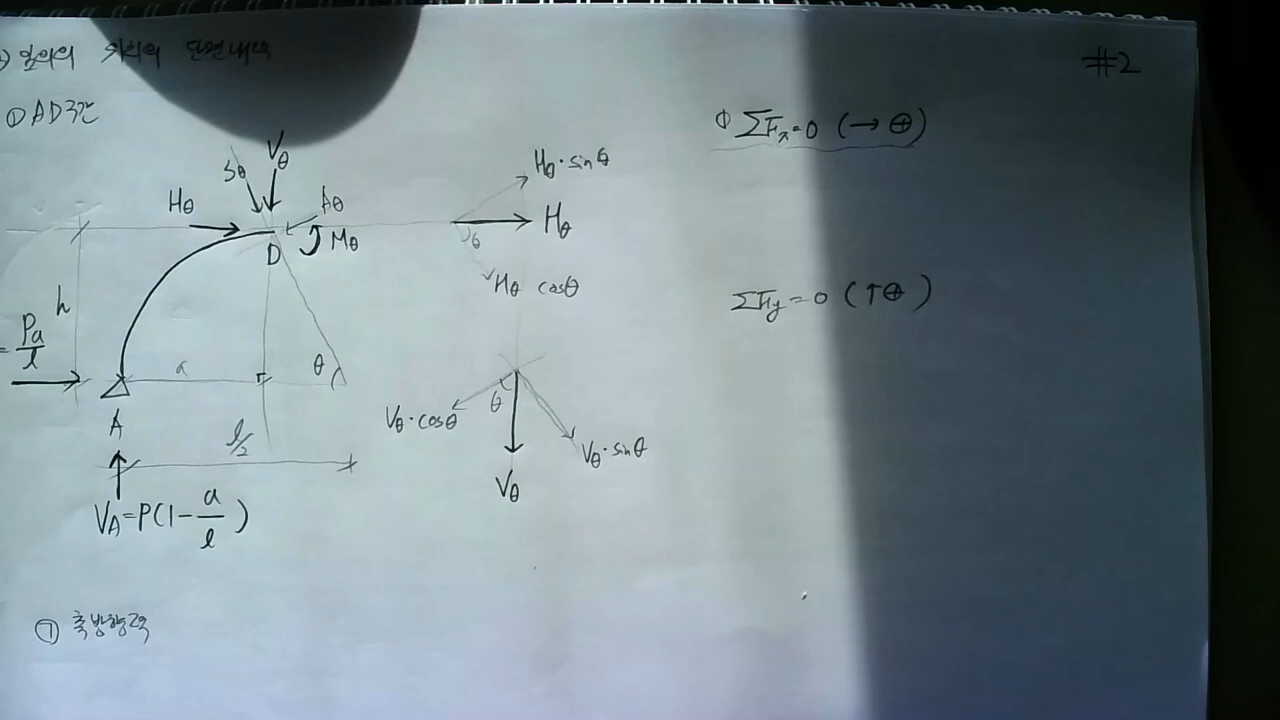 #2
임의의 위치의 단면내력
① AD구간
① ΣFx=0 (→ ⊕)
Vθ
Sθ
Hθ
Aθ
Mθ
D
Hθ·sinθ
Hθ
θ
Hθ cosθ
ΣFy=0 (↑⊕)
h
= Pa/l
a
θ
A
l/2
Vθ·cosθ
θ
Vθ·sinθ
Vθ
VA=P(1-a/l)
㉠ 축방향력